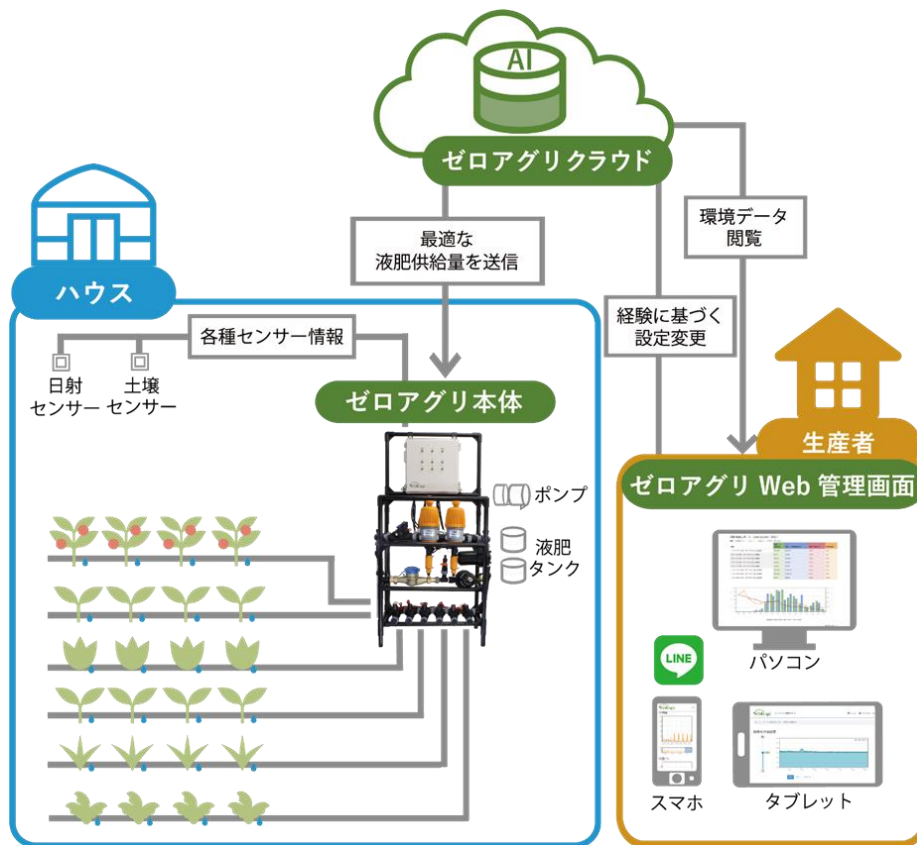 AI
ゼロアグリクラウド
最適な
液肥供給量を送信
環境データ
閲覧
経験に基づく
設定変更
ハウス
各種センサー情報
日射
センサー
土壌
センサー
ゼロアグリ本体
ポンプ
液肥
タンク
生産者
ゼロアグリ Web 管理画面
パソコン
LINE
スマホ
タブレット